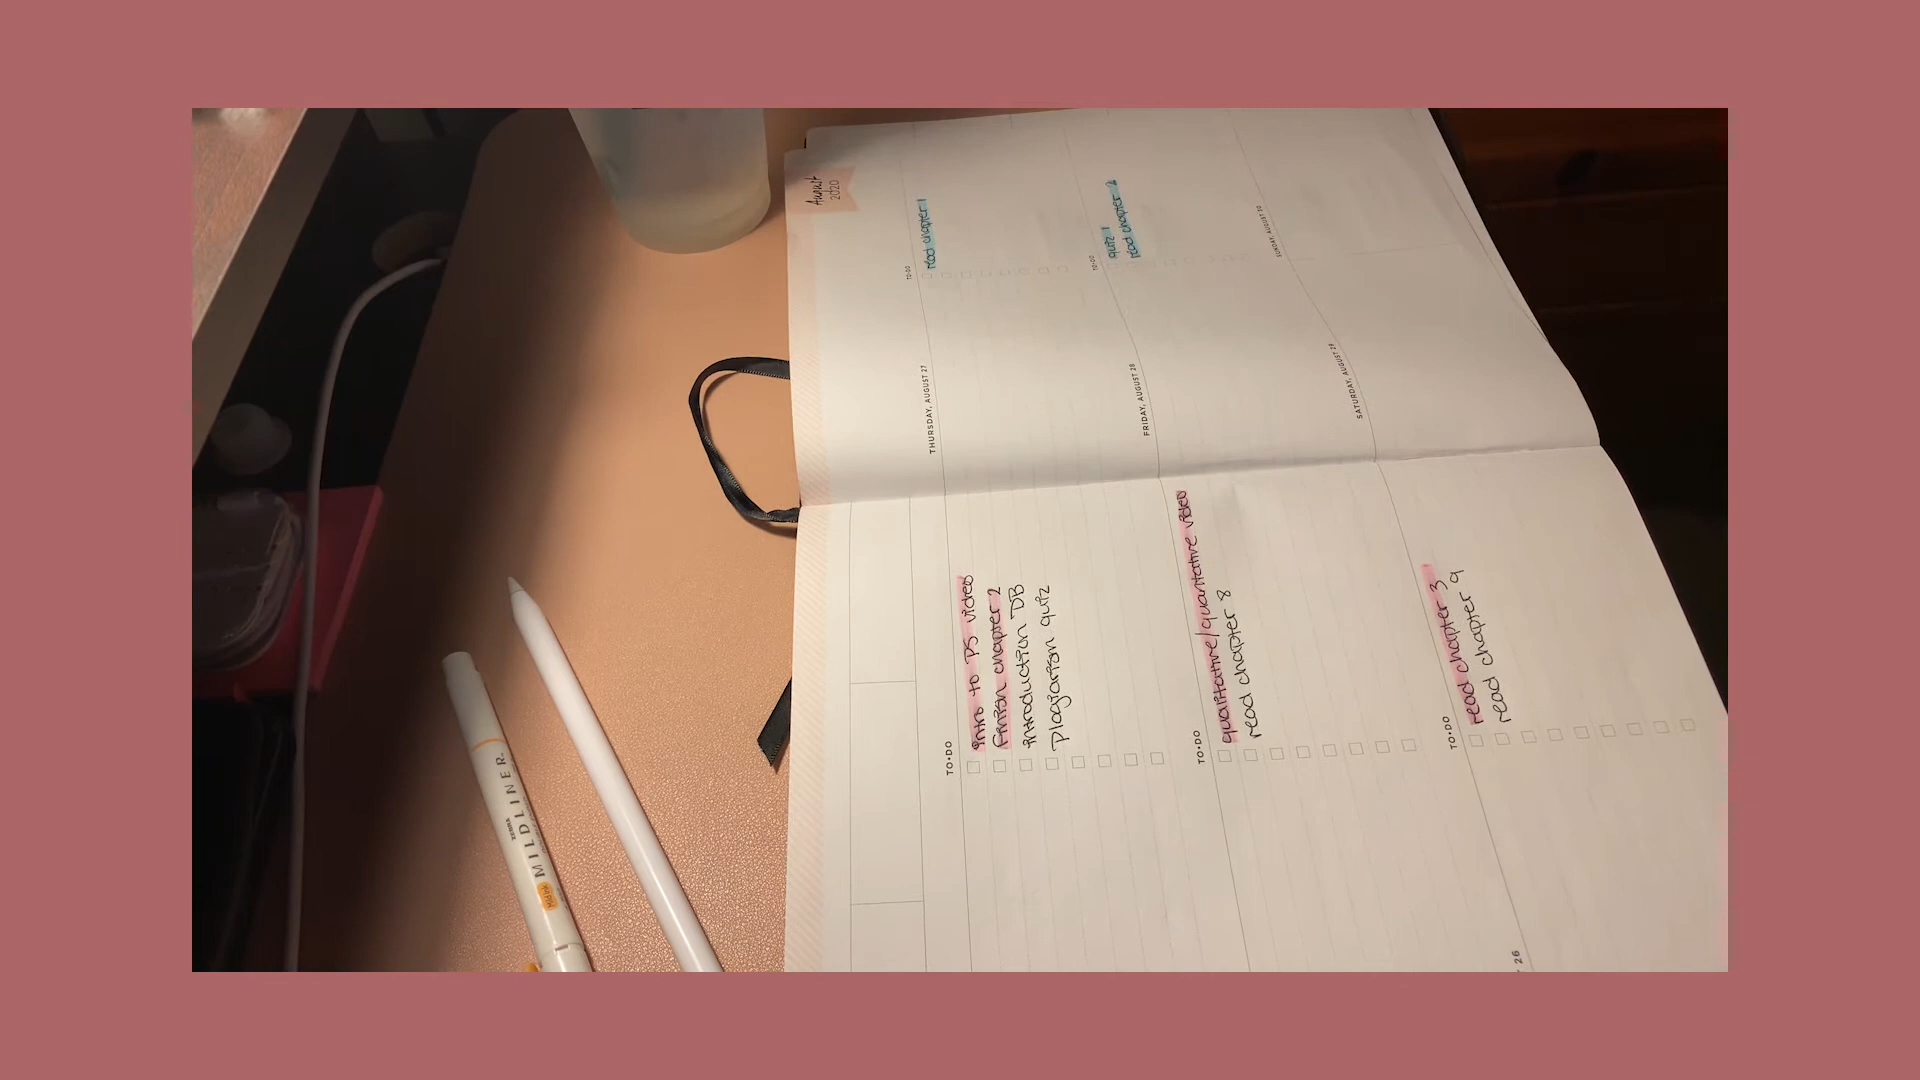 TO•DO
intro to PS video
finish chapter 2
introduction DB
plagiarism quiz
TO•DO
qualitative/quantitative video
read chapter 8
TO•DO
read chapter 3
read chapter 9
26
August
2020
THURSDAY, AUGUST 27
TO•DO
read chapter 1
FRIDAY, AUGUST 28
TO•DO
quiz 1
read chapter 2
SATURDAY, AUGUST 29
SUNDAY, AUGUST 30
ZEBRA
MILDLINER
Mild Ink